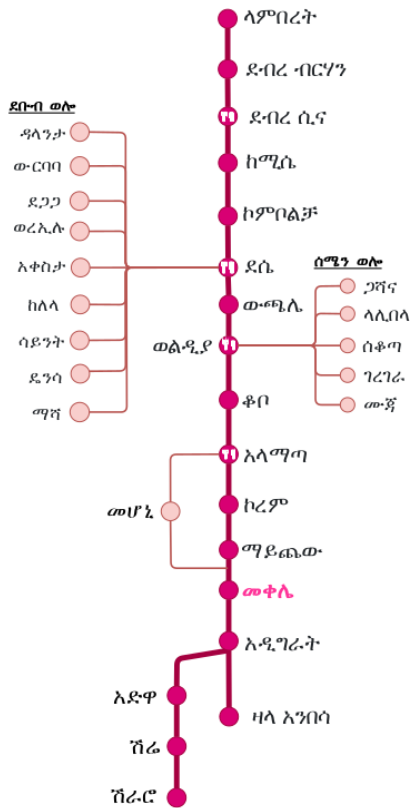 ላምበረት
ደብረ ብርሃን
ደብረ ሲና
ከሚሴ
ኮምቦልቻ
ደሴ
ውጫሌ
ወልዲያ
ቆቦ
አላማጣ
ኮረም
ማይጨው
መቀሌ
አዲግራት
ዛላ አንበሳ
ደቡብ ወሎ
ዳላንታ
ውርባባ
ደጋጋ
ወረኢሉ
አቀስታ
ከለላ
ሳይንት
ዴንሳ
ማሻ
ሰሜን ወሎ
ጋሻና
ላሊበላ
ሰቆጣ
ገረገራ
ሙጃ
መሆኒ
አድዋ
ሽሬ
ሽራሮ